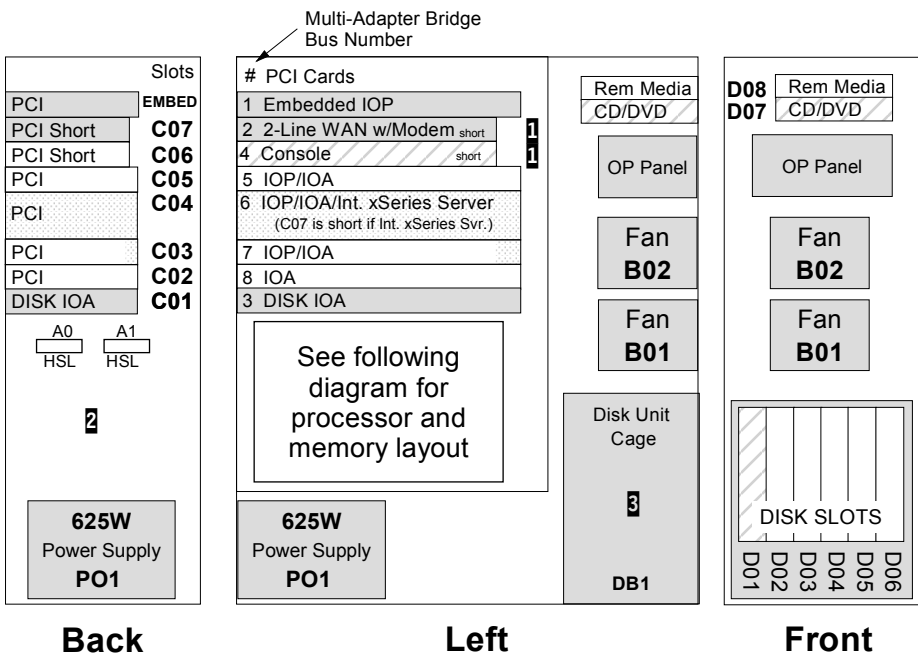 Multi-Adapter Bridge
Bus Number
Slots
PCI EMBED
PCI Short C07
PCI Short C06
PCI C05
PCI C04
PCI C03
PCI C02
DISK IOA C01
A0 A1
HSL HSL
2
625W
Power Supply
PO1
Back
# PCI Cards
1 Embedded IOP
2 2-Line WAN w/Modem short 1
4 Console short 1
5 IOP/IOA
6 IOP/IOA/Int. xSeries Server
(C07 is short if Int. xSeries Svr.)
7 IOP/IOA
8 IOA
3 DISK IOA
See following
diagram for
processor and
memory layout
625W
Power Supply
PO1
Rem Media
CD/DVD
OP Panel
Fan
B02
Fan
B01
Disk Unit
Cage
3
DB1
Left
D08 Rem Media
D07 CD/DVD
OP Panel
Fan
B02
Fan
B01
DISK SLOTS
D01 D02 D03 D04 D05 D06
Front